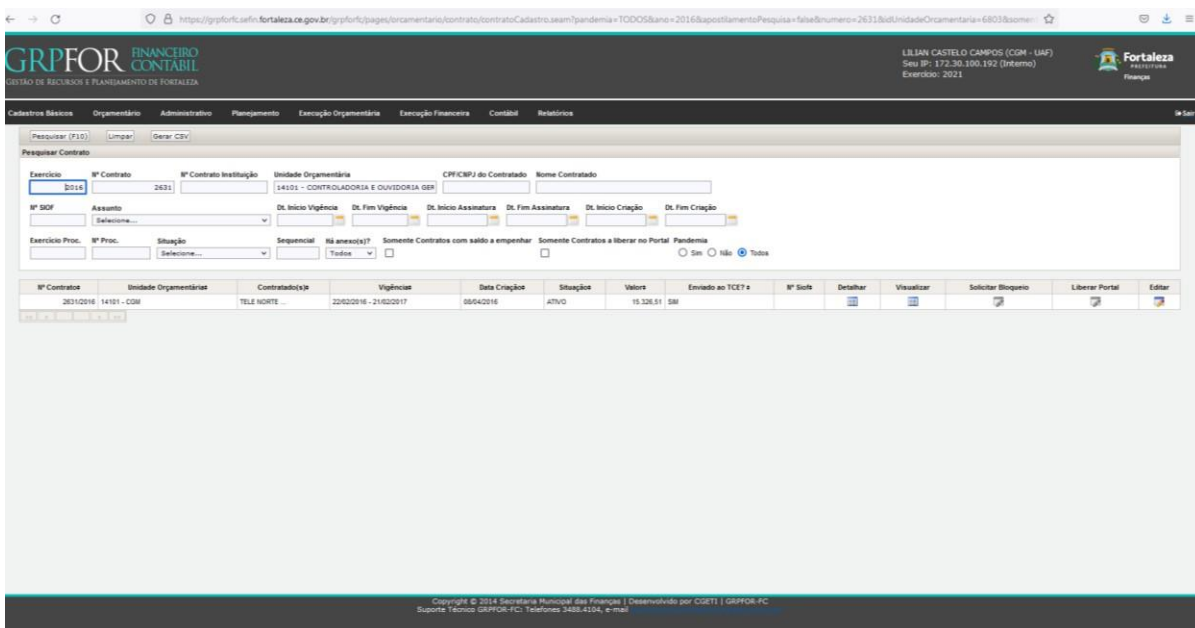 https://grpforfc.sefin.fortaleza.ce.gov.br/grpforfc/pages/orcamentario/contrato/contratoCadastro.seam?pandemia=TODOS&ano=2016&apostilamentoPesquisa=false&numero=2631&idUnidadeOrcamentaria=6803&somen
GRPFOR FINANCEIRO CONTÁBIL
GESTÃO DE RECURSOS E PLANEJAMENTO DE FORTALEZA
LILIAN CASTELO CAMPOS (CGM - UAF)
Seu IP: 172.30.100.192 (Interno)
Exercício: 2021
Fortaleza
PREFEITURA
Finanças
Cadastros Básicos Orçamentário Administrativo Planejamento Execução Orçamentária Execução Financeira Contábil Relatórios Sair
Pesquisar (F10) Limpar Gerar CSV
Pesquisar Contrato
Exercício Nº Contrato Nº Contrato Instituição Unidade Orçamentária CPF/CNPJ do Contratado Nome Contratado
2016 2631 14101 - CONTROLADORIA E OUVIDORIA GER
Nº SIOF Assunto Dt. Início Vigência Dt. Fim Vigência Dt. Início Assinatura Dt. Fim Assinatura Dt. Início Criação Dt. Fim Criação
Selecione...
Exercício Proc. Nº Proc. Situação Sequencial Há anexo(s)? Somente Contratos com saldo a empenhar Somente Contratos a liberar no Portal Pandemia
Selecione... Todos Sim Não Todos
Nº Contrato Unidade Orçamentária Contratado(s) Vigência Data Criação Situação Valor Enviado ao TCE? Nº Siof Detalhar Visualizar Solicitar Bloqueio Liberar Portal Editar
2631/2016 14101 - CGM TELE NORTE ... 22/02/2016 - 21/02/2017 08/04/2016 ATIVO 15.326,51 SIM
Copyright © 2014 Secretaria Municipal das Finanças | Desenvolvido por CGETI | GRPFOR-FC
Suporte Técnico GRPFOR-FC: Telefones 3488.4104, e-mail